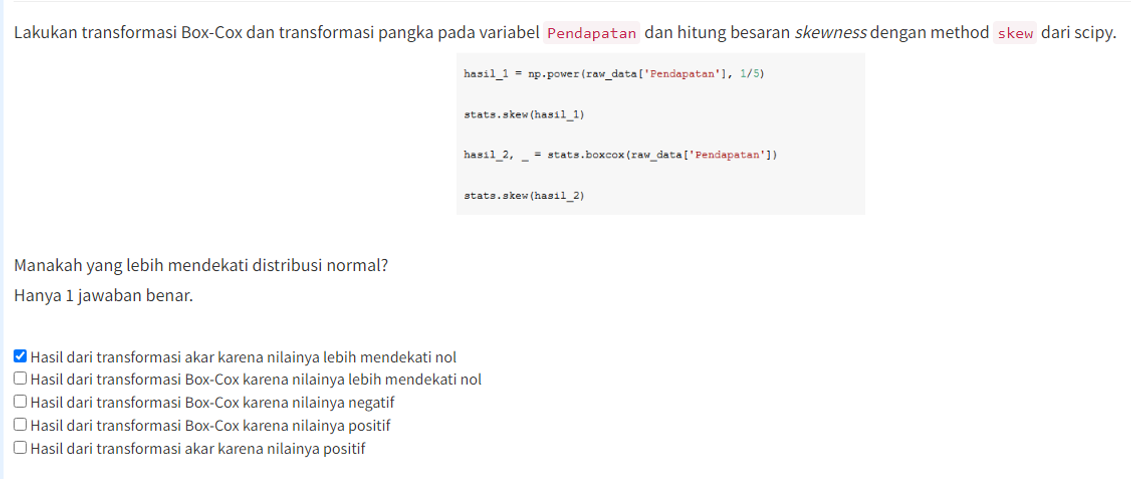 Lakukan transformasi Box-Cox dan transformasi pangka pada variabel Pendapatan dan hitung besaran skewness dengan method skew dari scipy.
hasil_1 = np.power(raw_data['Pendapatan'], 1/5)
stats.skew(hasil_1)
hasil_2, _ = stats.boxcox(raw_data['Pendapatan'])
stats.skew(hasil_2)
Manakah yang lebih mendekati distribusi normal?
Hanya 1 jawaban benar.
Hasil dari transformasi akar karena nilainya lebih mendekati nol
Hasil dari transformasi Box-Cox karena nilainya lebih mendekati nol
Hasil dari transformasi Box-Cox karena nilainya negatif
Hasil dari transformasi Box-Cox karena nilainya positif
Hasil dari transformasi akar karena nilainya positif